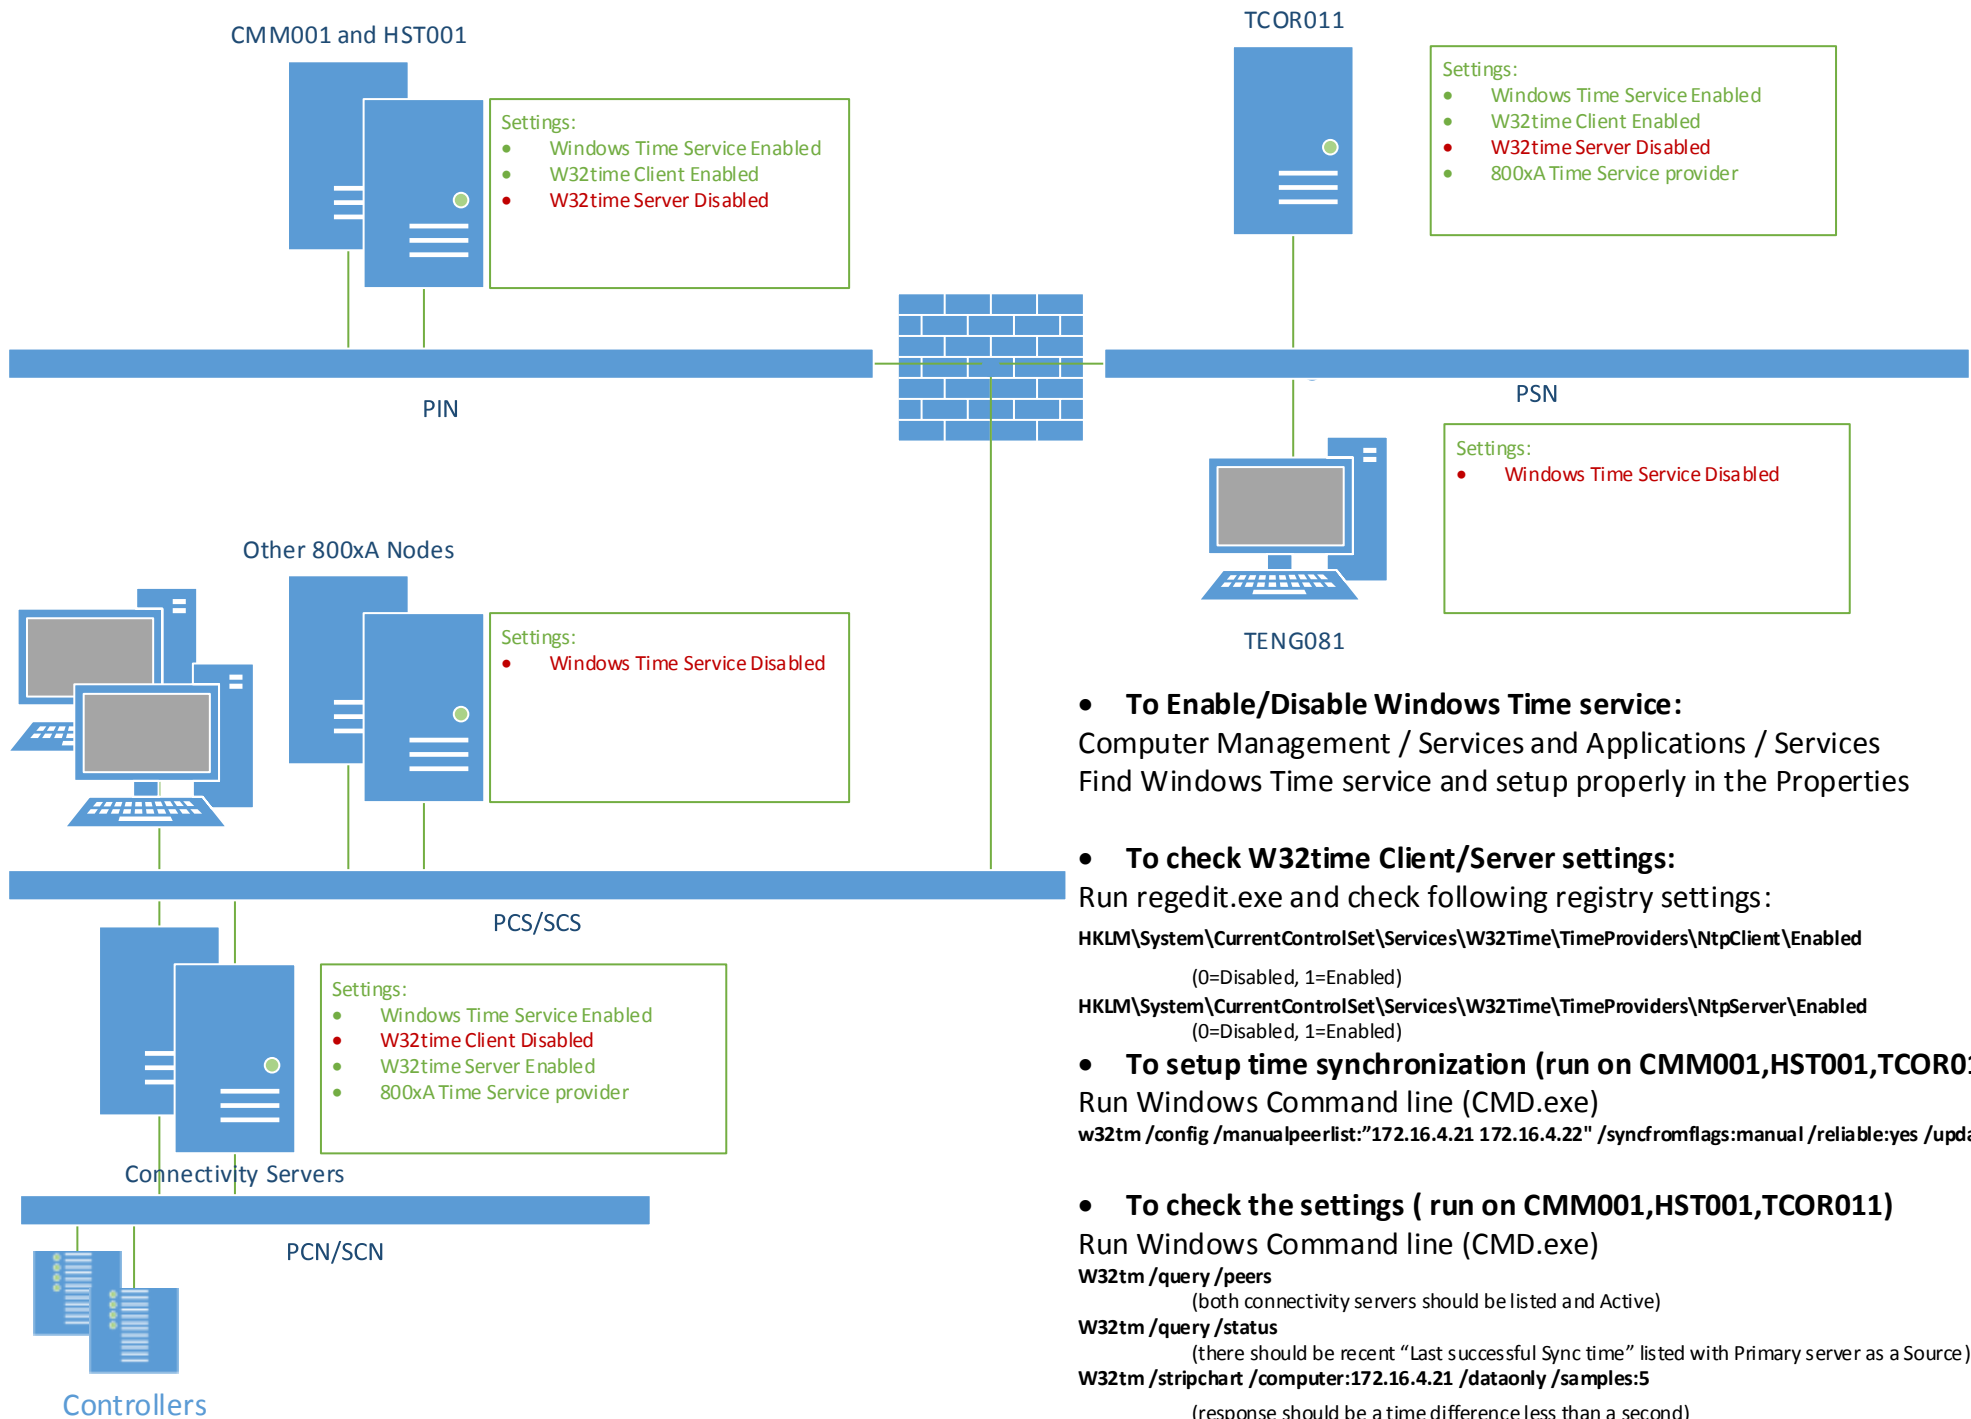 CMM001 and HST001
Settings:
• Windows Time Service Enabled
• W32time Client Enabled
• W32time Server Disabled
TCOR011
Settings:
• Windows Time Service Enabled
• W32time Client Enabled
• W32time Server Disabled
• 800xA Time Service provider
PIN
PSN
Settings:
• Windows Time Service Disabled
TENG081
Other 800xA Nodes
Settings:
• Windows Time Service Disabled
PCS/SCS
Settings:
• Windows Time Service Enabled
• W32time Client Disabled
• W32time Server Enabled
• 800xA Time Service provider
Connectivity Servers
PCN/SCN
Controllers
• To Enable/Disable Windows Time service:
Computer Management / Services and Applications / Services
Find Windows Time service and setup properly in the Properties
• To check W32time Client/Server settings:
Run regedit.exe and check following registry settings:
HKLM\System\CurrentControlSet\Services\W32Time\TimeProviders\NtpClient\Enabled
(0=Disabled, 1=Enabled)
HKLM\System\CurrentControlSet\Services\W32Time\TimeProviders\NtpServer\Enabled
(0=Disabled, 1=Enabled)
• To setup time synchronization (run on CMM001,HST001,TCOR01
Run Windows Command line (CMD.exe)
w32tm /config /manualpeerlist:”172.16.4.21 172.16.4.22" /syncfromflags:manual /reliable:yes /upda
• To check the settings ( run on CMM001,HST001,TCOR011)
Run Windows Command line (CMD.exe)
W32tm /query /peers
(both connectivity servers should be listed and Active)
W32tm /query /status
(there should be recent “Last successful Sync time” listed with Primary server as a Source)
W32tm /stripchart /computer:172.16.4.21 /dataonly /samples:5
(response should be a time difference less than a second)